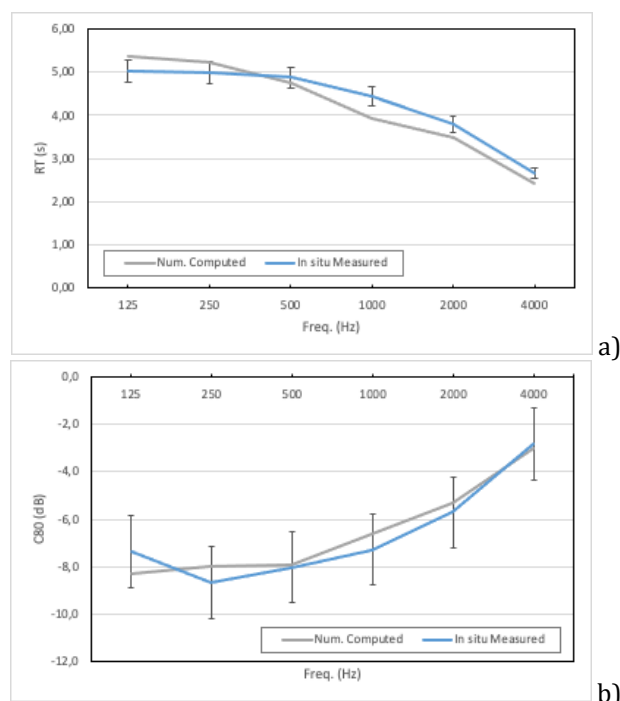 6,00
5,00
4,00
3,00
2,00
1,00
0,00
RT (s)
Num. Computed In situ Measured
125 250 500 1000 2000 4000
Freq. (Hz)
a)
0,0
125 250 500 1000 2000 4000
-2,0
-4,0
-6,0
-8,0
-10,0
-12,0
C80 (dB)
Num. Computed In situ Measured
Freq. (Hz)
b)